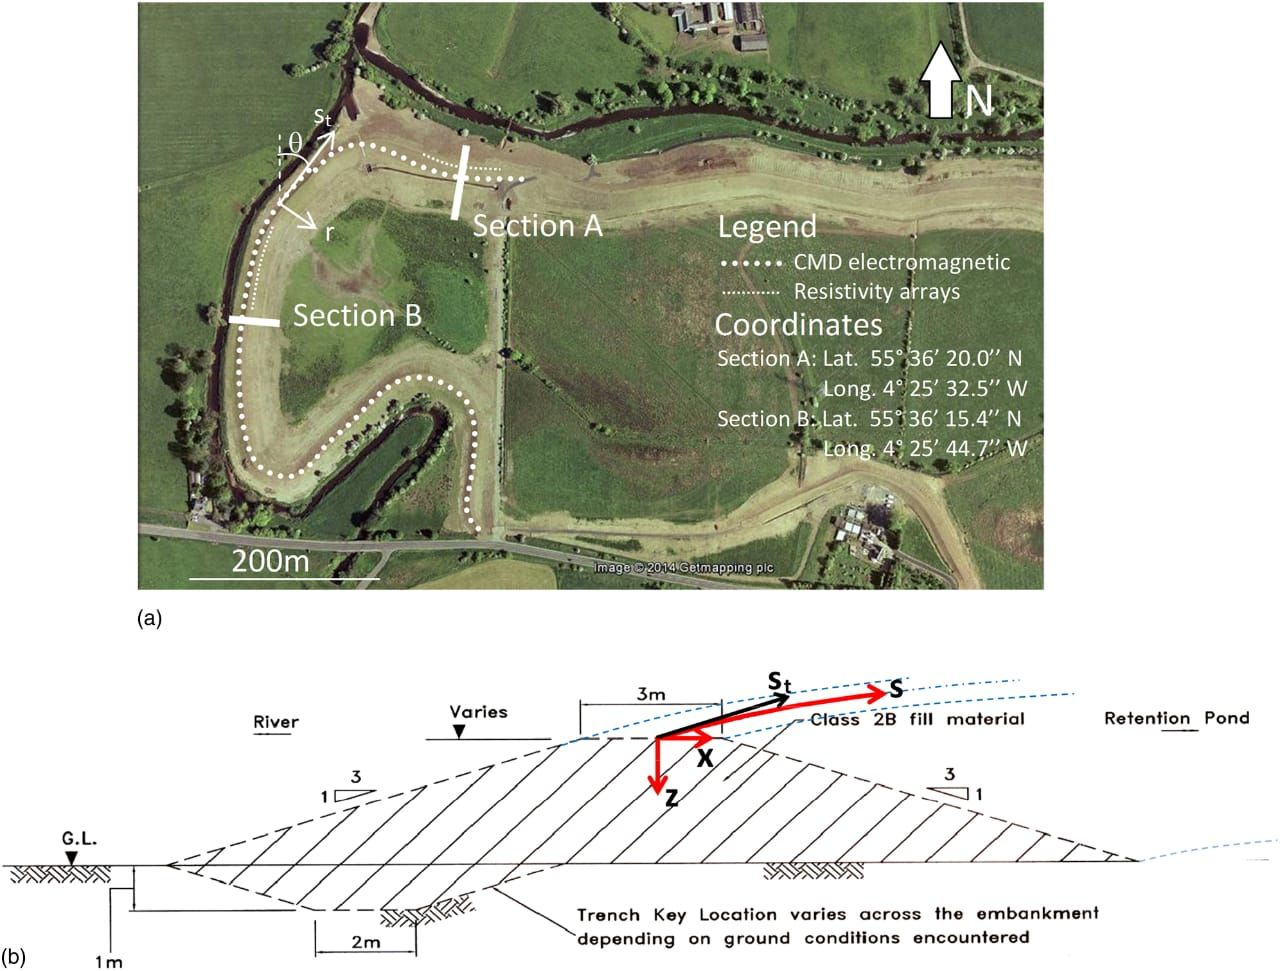 N
st
θ
r
Section A
Section B
Legend
CMD electromagnetic
Resistivity arrays
Coordinates
Section A: Lat. 55° 36’ 20.0’’ N
Long. 4° 25’ 32.5’’ W
Section B: Lat. 55° 36’ 15.4’’ N
Long. 4° 25’ 44.7’’ W
200m
Image © 2014 Getmapping plc
(a)
3m
St
S
River
Varies
Class 2B fill material
Retention Pond
X
Z
3
1
3
1
G.L.
1m
2m
Trench Key Location varies across the embankment
depending on ground conditions encountered
(b)